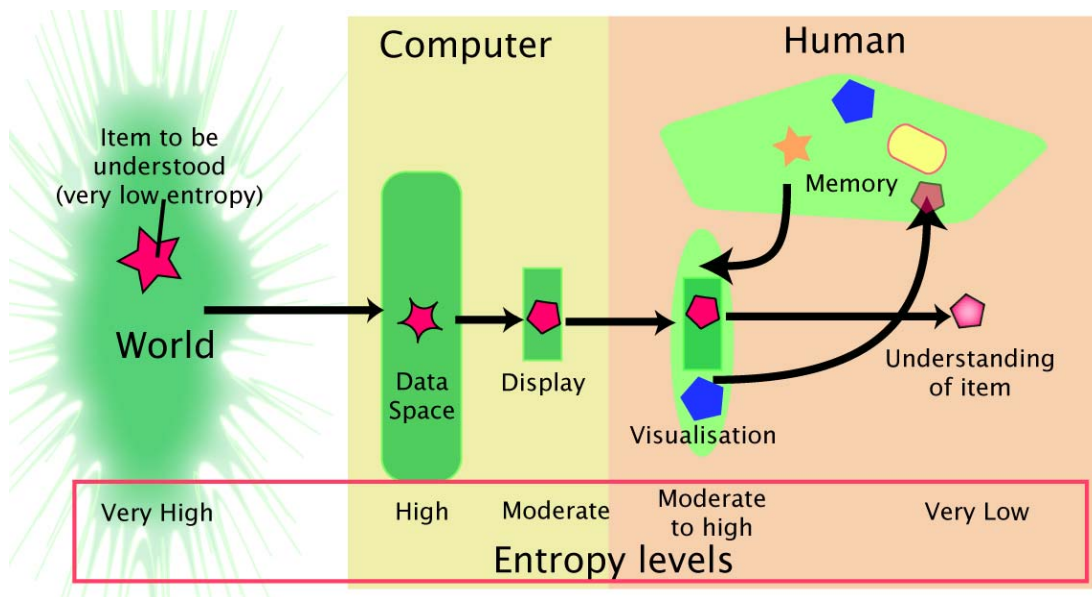 Computer
Human
Item to be
understood
(very low entropy)
Memory
World
Data
Space
Display
Visualisation
Understanding
of item
Very High
High
Moderate
Moderate
to high
Very Low
Entropy levels